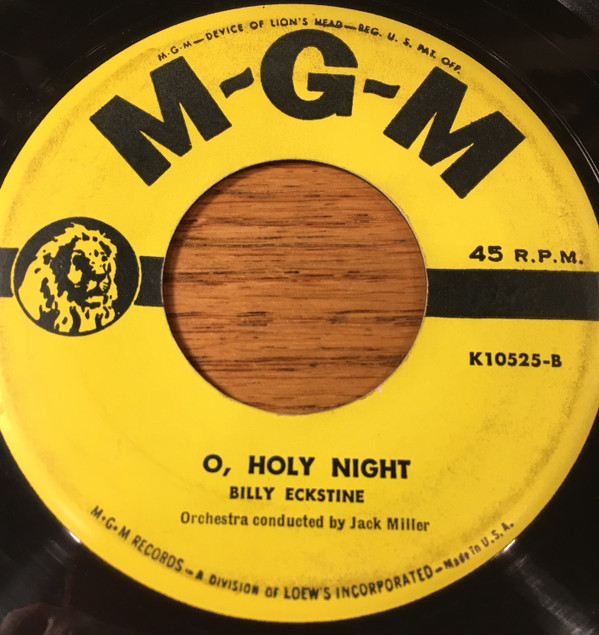 M-G-M—DEVICE OF LION'S HEAD—REG. U. S. PAT. OFF.
M-G-M
45 R.P.M.
K10525-B
O, HOLY NIGHT
BILLY ECKSTINE
Orchestra conducted by Jack Miller
M-G-M RECORDS—A DIVISION OF LOEW'S INCORPORATED—Made in U.S.A.